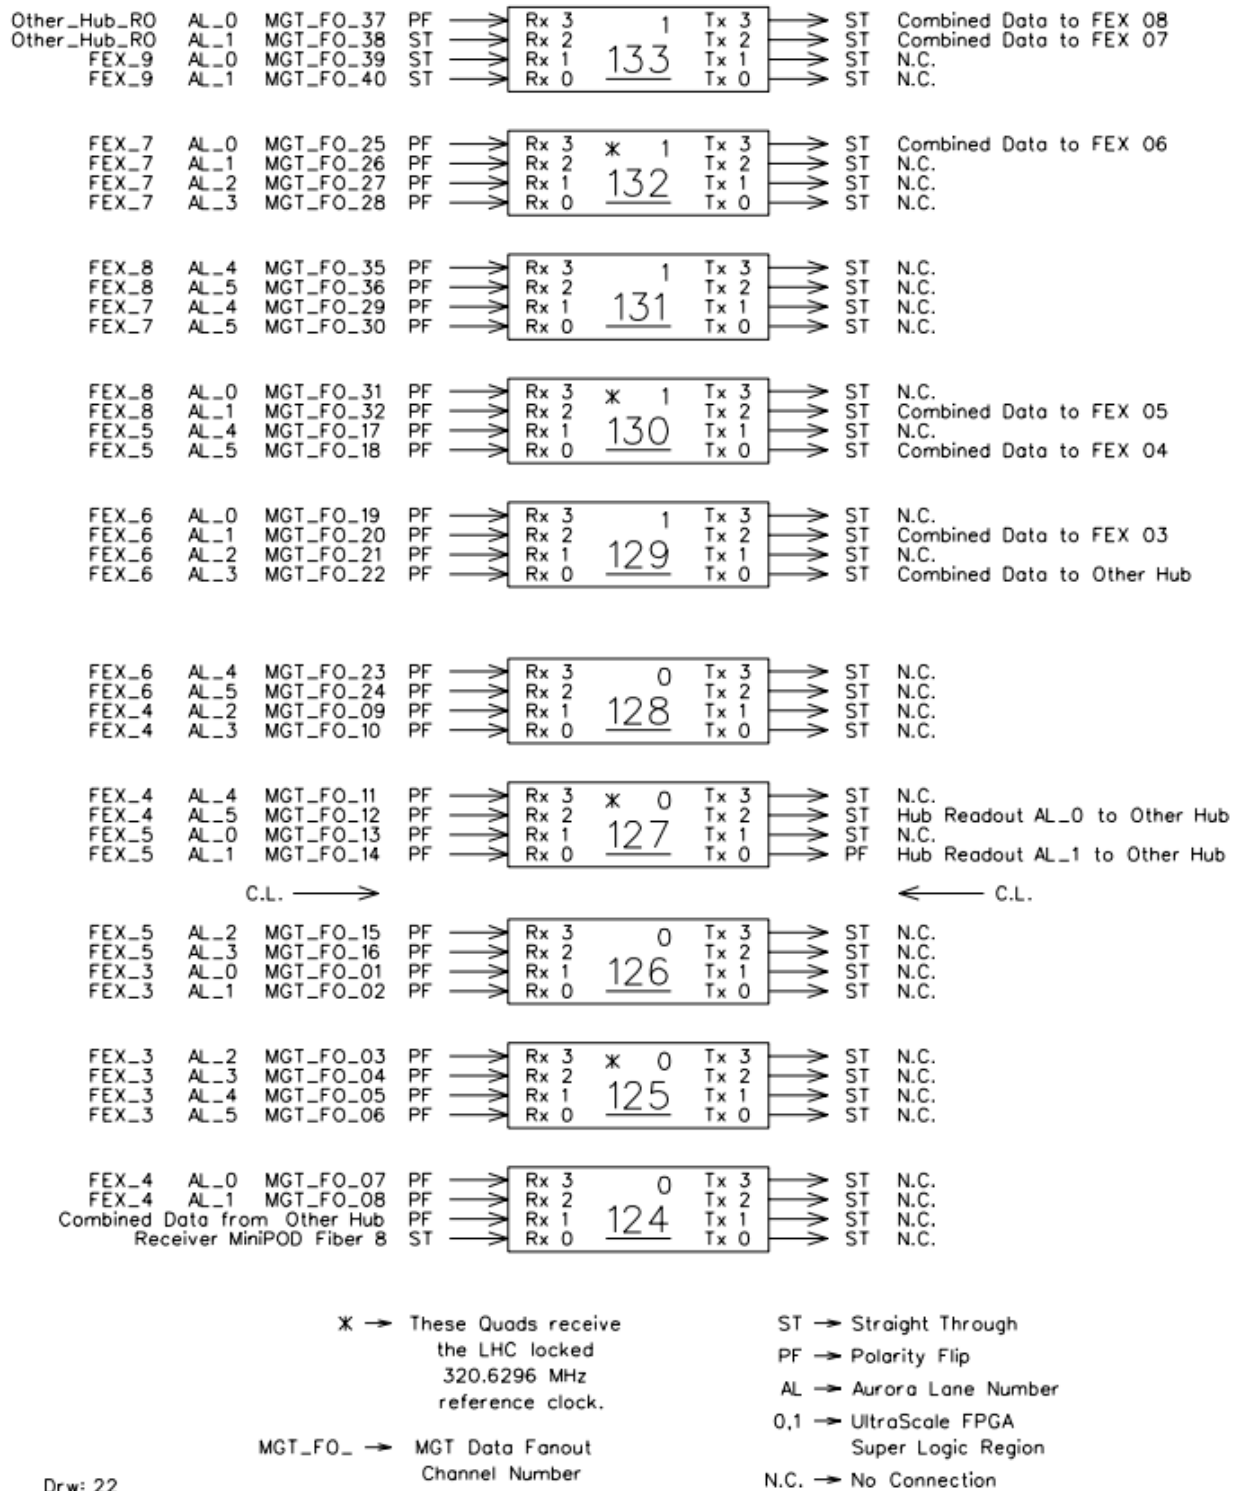 Other_Hub_RO AL_0 MGT_FO_37 PF Rx 3 1 Tx 3 ST Combined Data to FEX 08
Other_Hub_RO AL_1 MGT_FO_38 ST Rx 2 133 Tx 2 ST Combined Data to FEX 07
FEX_9 AL_0 MGT_FO_39 ST Rx 1 Tx 1 ST N.C.
FEX_9 AL_1 MGT_FO_40 ST Rx 0 Tx 0 ST N.C.
FEX_7 AL_0 MGT_FO_25 PF Rx 3 * 1 Tx 3 ST Combined Data to FEX 06
FEX_7 AL_1 MGT_FO_26 PF Rx 2 132 Tx 2 ST N.C.
FEX_7 AL_2 MGT_FO_27 PF Rx 1 Tx 1 ST N.C.
FEX_7 AL_3 MGT_FO_28 PF Rx 0 Tx 0 ST N.C.
FEX_8 AL_4 MGT_FO_35 PF Rx 3 1 Tx 3 ST N.C.
FEX_8 AL_5 MGT_FO_36 PF Rx 2 131 Tx 2 ST N.C.
FEX_7 AL_4 MGT_FO_29 PF Rx 1 Tx 1 ST N.C.
FEX_7 AL_5 MGT_FO_30 PF Rx 0 Tx 0 ST N.C.
FEX_8 AL_0 MGT_FO_31 PF Rx 3 * 1 Tx 3 ST N.C.
FEX_8 AL_1 MGT_FO_32 PF Rx 2 130 Tx 2 ST Combined Data to FEX 05
FEX_5 AL_4 MGT_FO_17 PF Rx 1 Tx 1 ST N.C.
FEX_5 AL_5 MGT_FO_18 PF Rx 0 Tx 0 ST Combined Data to FEX 04
FEX_6 AL_0 MGT_FO_19 PF Rx 3 1 Tx 3 ST N.C.
FEX_6 AL_1 MGT_FO_20 PF Rx 2 129 Tx 2 ST Combined Data to FEX 03
FEX_6 AL_2 MGT_FO_21 PF Rx 1 Tx 1 ST N.C.
FEX_6 AL_3 MGT_FO_22 PF Rx 0 Tx 0 ST Combined Data to Other Hub
FEX_6 AL_4 MGT_FO_23 PF Rx 3 0 Tx 3 ST N.C.
FEX_6 AL_5 MGT_FO_24 PF Rx 2 128 Tx 2 ST N.C.
FEX_4 AL_2 MGT_FO_09 PF Rx 1 Tx 1 ST N.C.
FEX_4 AL_3 MGT_FO_10 PF Rx 0 Tx 0 ST N.C.
FEX_4 AL_4 MGT_FO_11 PF Rx 3 * 0 Tx 3 ST N.C.
FEX_4 AL_5 MGT_FO_12 PF Rx 2 127 Tx 2 ST Hub Readout AL_0 to Other Hub
FEX_5 AL_0 MGT_FO_13 PF Rx 1 Tx 1 ST N.C.
FEX_5 AL_1 MGT_FO_14 PF Rx 0 Tx 0 PF Hub Readout AL_1 to Other Hub
C.L. → ← C.L.
FEX_5 AL_2 MGT_FO_15 PF Rx 3 0 Tx 3 ST N.C.
FEX_5 AL_3 MGT_FO_16 PF Rx 2 126 Tx 2 ST N.C.
FEX_3 AL_0 MGT_FO_01 PF Rx 1 Tx 1 ST N.C.
FEX_3 AL_1 MGT_FO_02 PF Rx 0 Tx 0 ST N.C.
FEX_3 AL_2 MGT_FO_03 PF Rx 3 * 0 Tx 3 ST N.C.
FEX_3 AL_3 MGT_FO_04 PF Rx 2 125 Tx 2 ST N.C.
FEX_3 AL_4 MGT_FO_05 PF Rx 1 Tx 1 ST N.C.
FEX_3 AL_5 MGT_FO_06 PF Rx 0 Tx 0 ST N.C.
FEX_4 AL_0 MGT_FO_07 PF Rx 3 0 Tx 3 ST N.C.
FEX_4 AL_1 MGT_FO_08 PF Rx 2 124 Tx 2 ST N.C.
Combined Data from Other Hub PF Rx 1 Tx 1 ST N.C.
Receiver MiniPOD Fiber 8 ST Rx 0 Tx 0 ST N.C.
* → These Quads receive
the LHC locked
320.6296 MHz
reference clock.
MGT_FO_ → MGT Data Fanout
Channel Number
ST → Straight Through
PF → Polarity Flip
AL → Aurora Lane Number
0,1 → UltraScale FPGA
Super Logic Region
N.C. → No Connection
Drw: 22